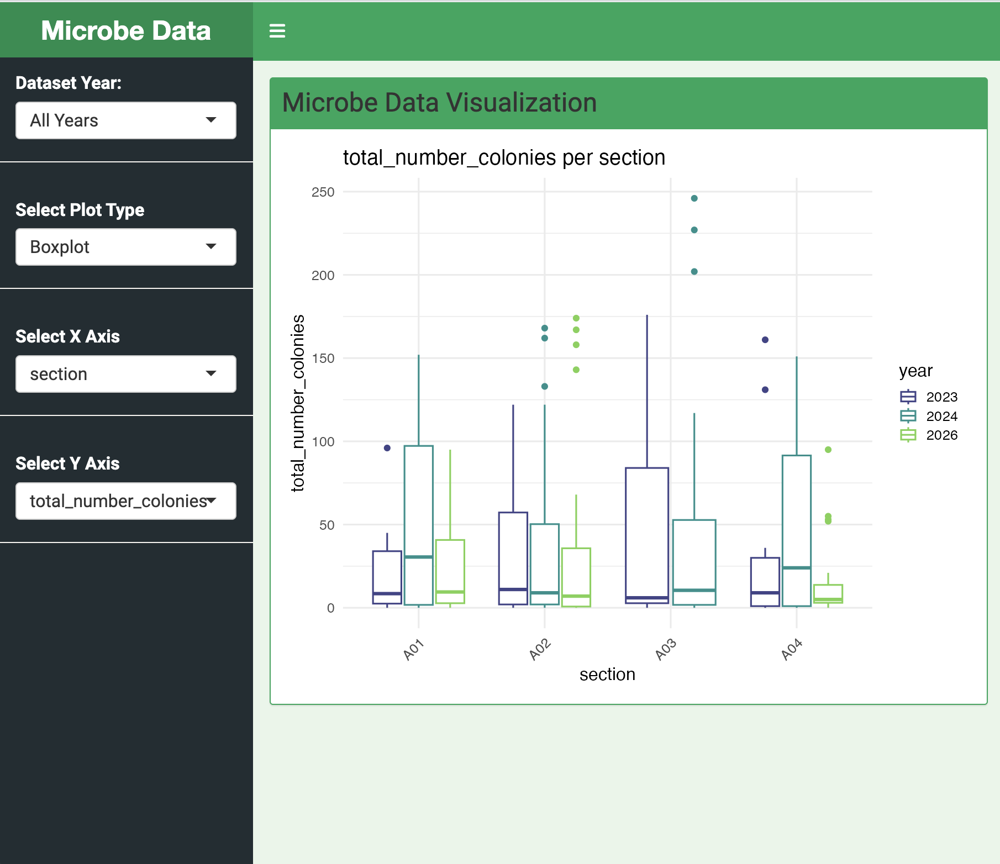 Microbe Data
Dataset Year:
All Years
Select Plot Type
Boxplot
Select X Axis
section
Select Y Axis
total_number_colonies
Microbe Data Visualization
total_number_colonies per section
250
200
150
100
50
0
total_number_colonies
A01
A02
A03
A04
section
year
2023
2024
2026